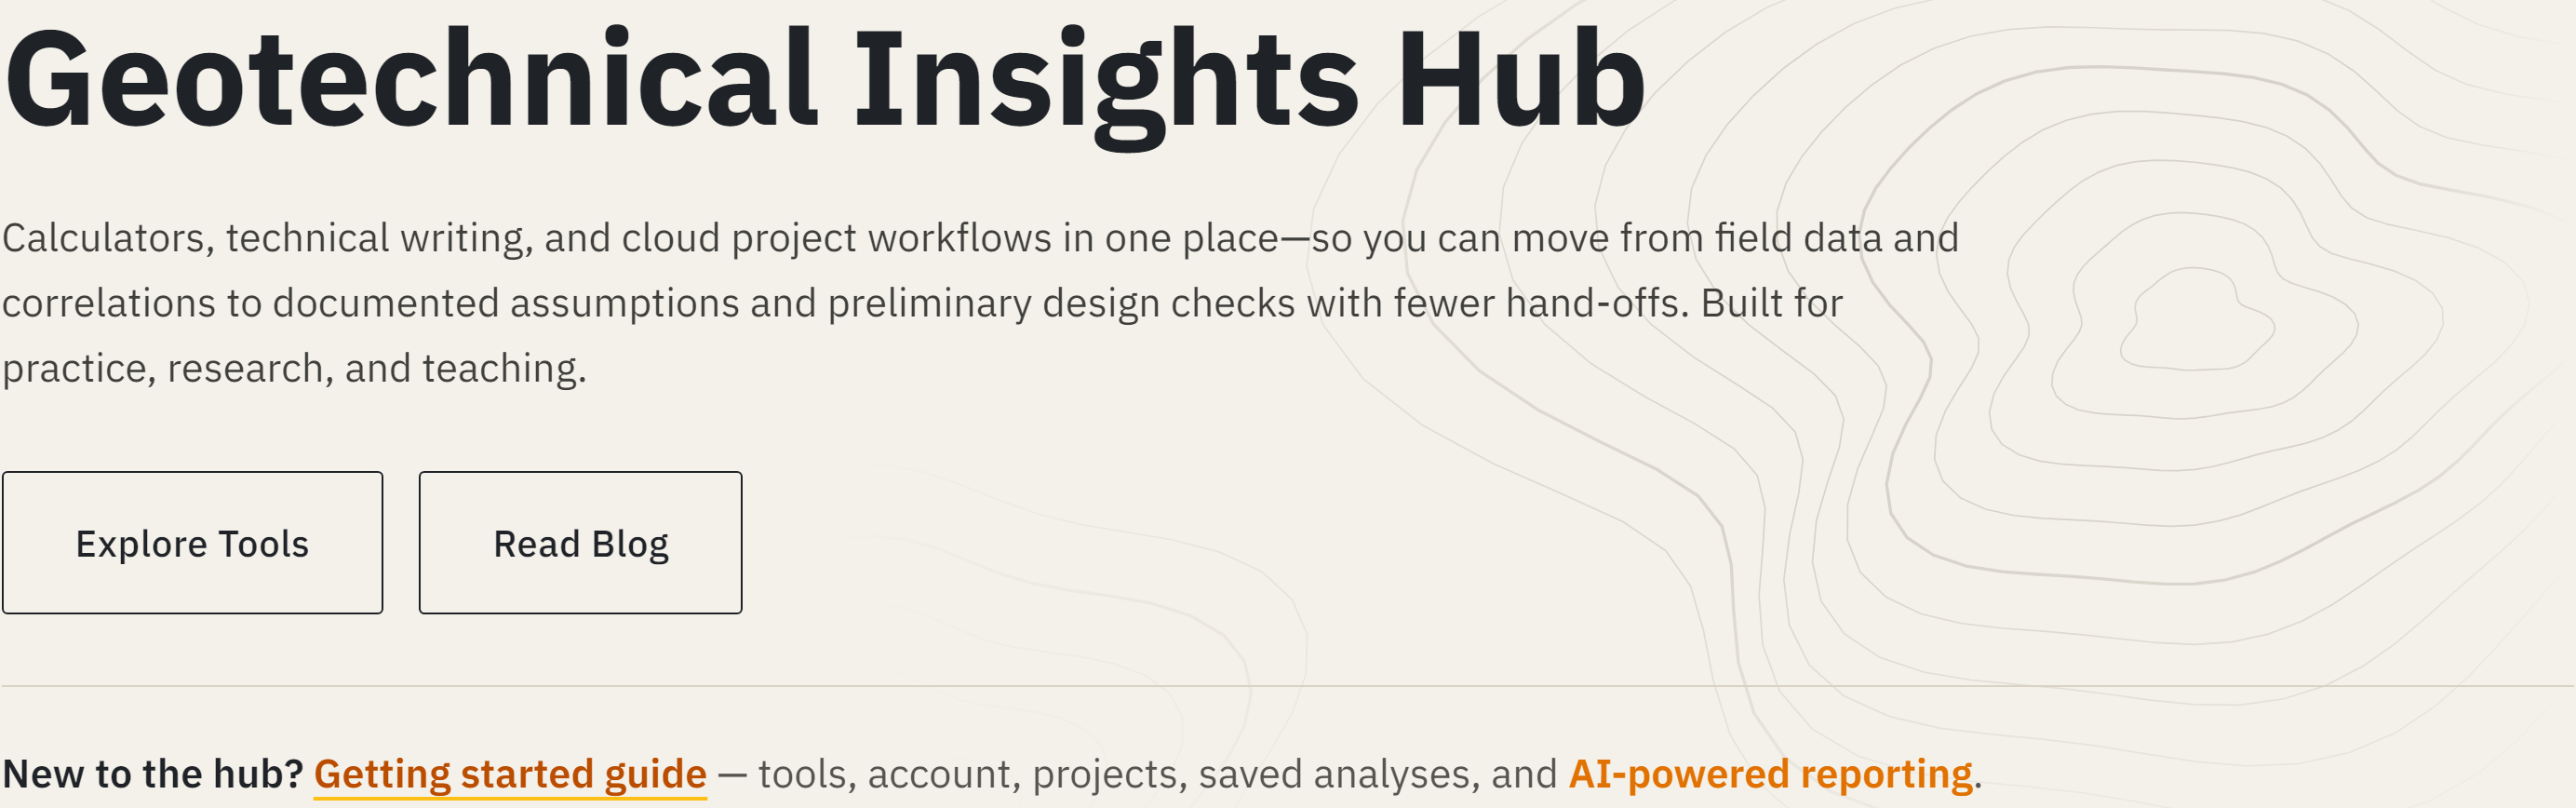 Geotechnical Insights Hub
Calculators, technical writing, and cloud project workflows in one place—so you can move from field data and
correlations to documented assumptions and preliminary design checks with fewer hand-offs. Built for
practice, research, and teaching.
Explore Tools
Read Blog
New to the hub? Getting started guide — tools, account, projects, saved analyses, and AI-powered reporting.